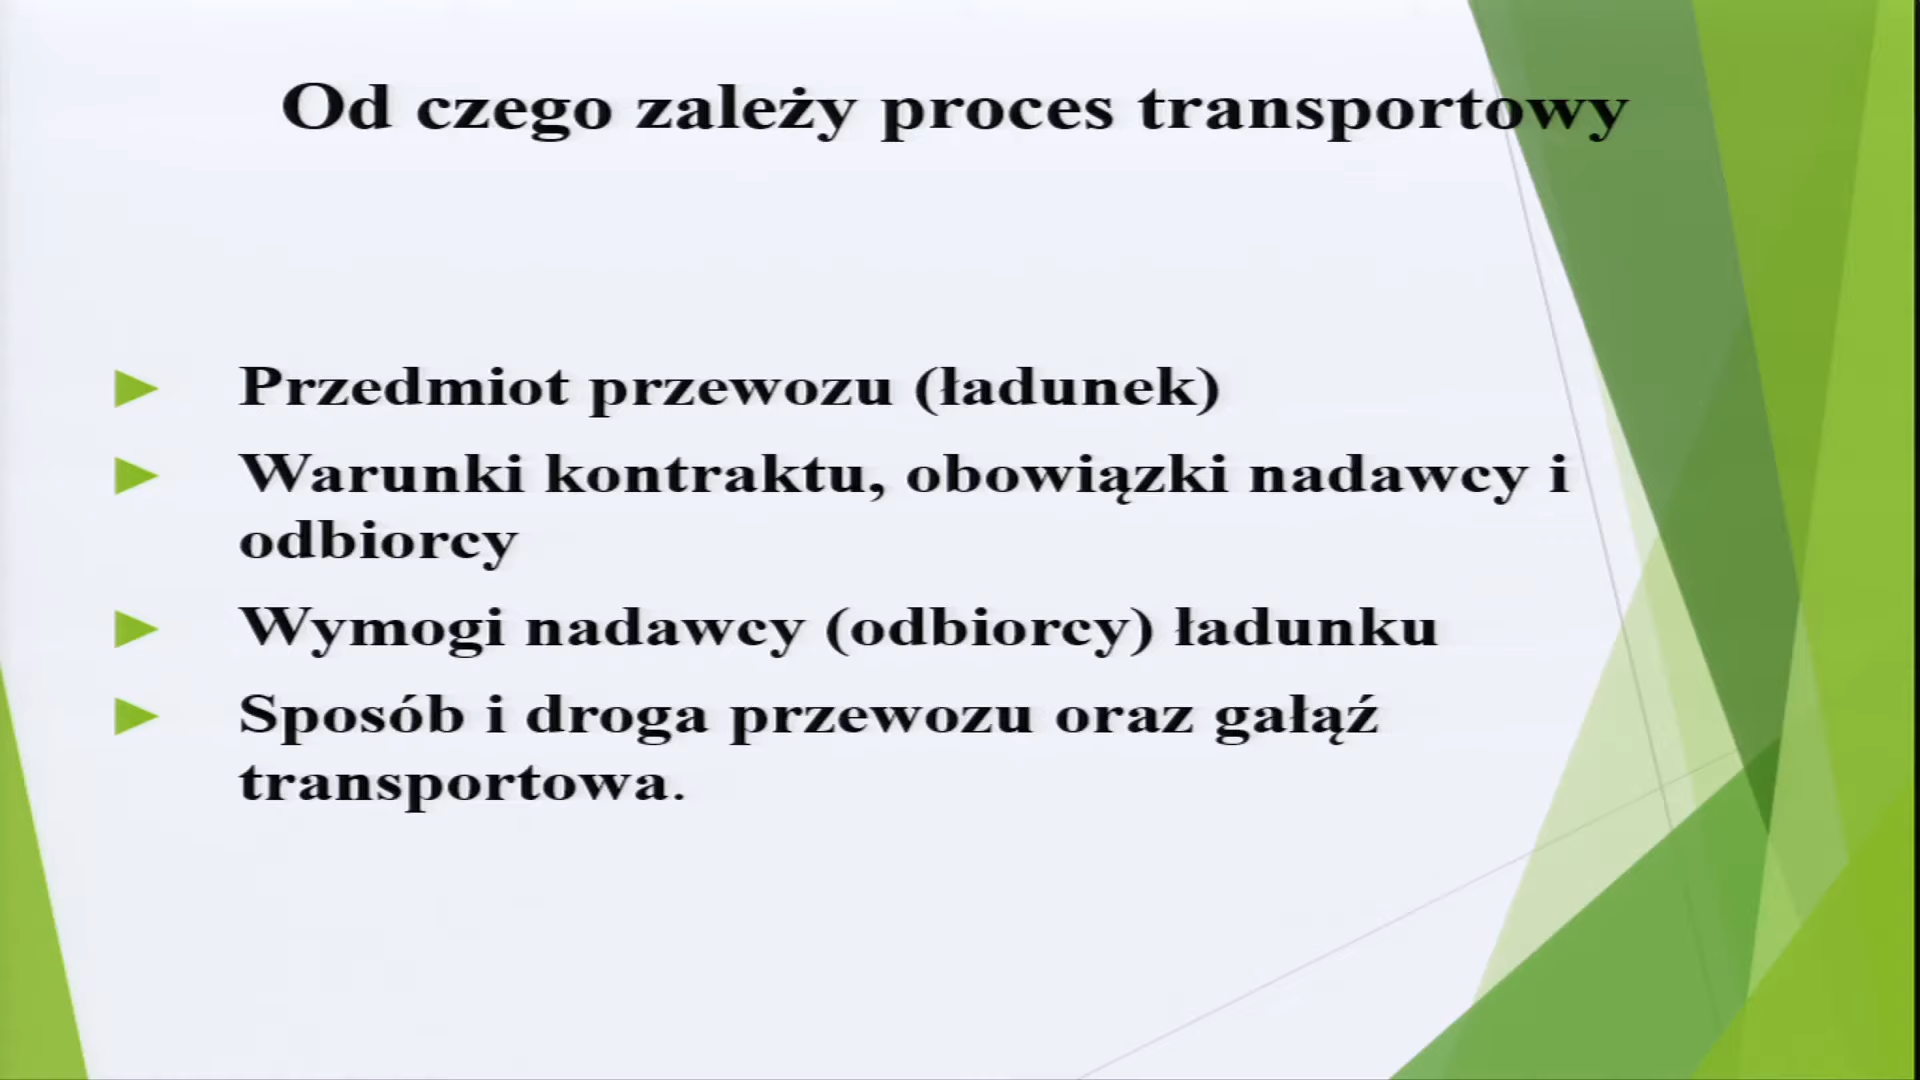 Od czego zależy proces transportowy
Przedmiot przewozu (ładunek)
Warunki kontraktu, obowiązki nadawcy i
odbiorcy
Wymogi nadawcy (odbiorcy) ładunku
Sposób i droga przewozu oraz gałąź
transportowa.